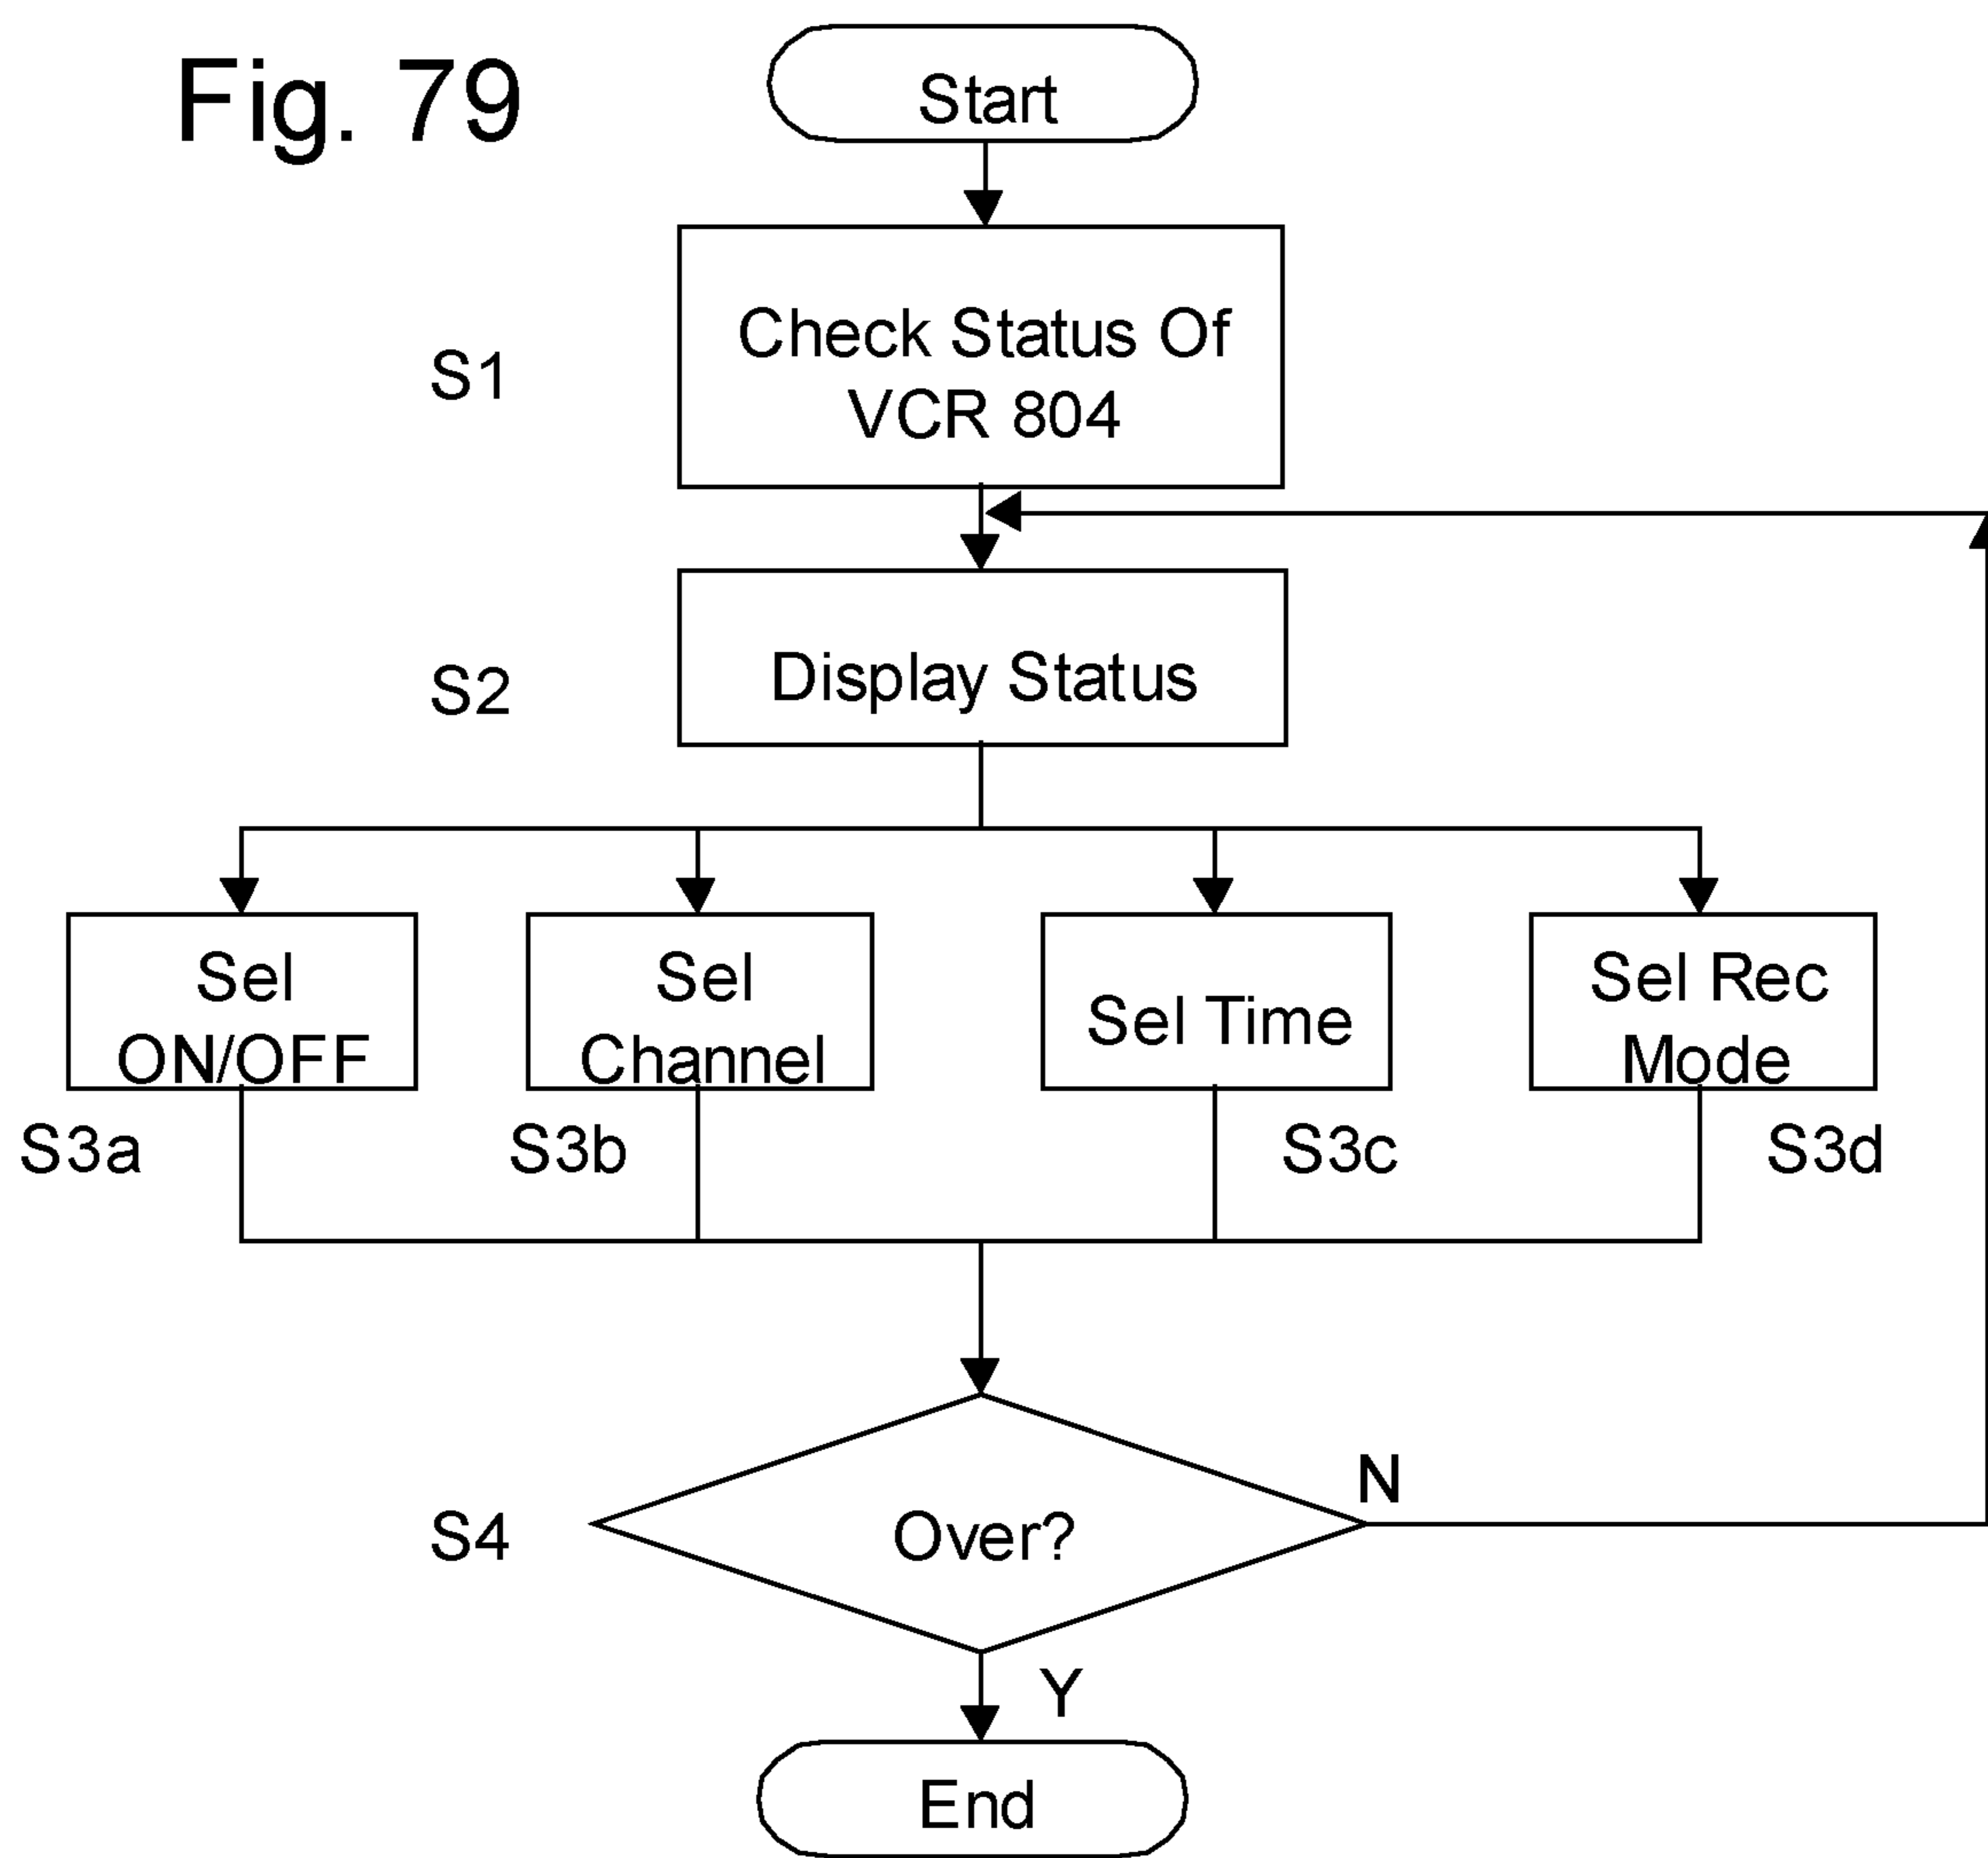 Fig. 79
Start
S1
Check Status Of
VCR 804
S2
Display Status
Sel
ON/OFF
Sel
Channel
Sel Time
Sel Rec
Mode
S3a
S3b
S3c
S3d
S4
Over?
N
Y
End